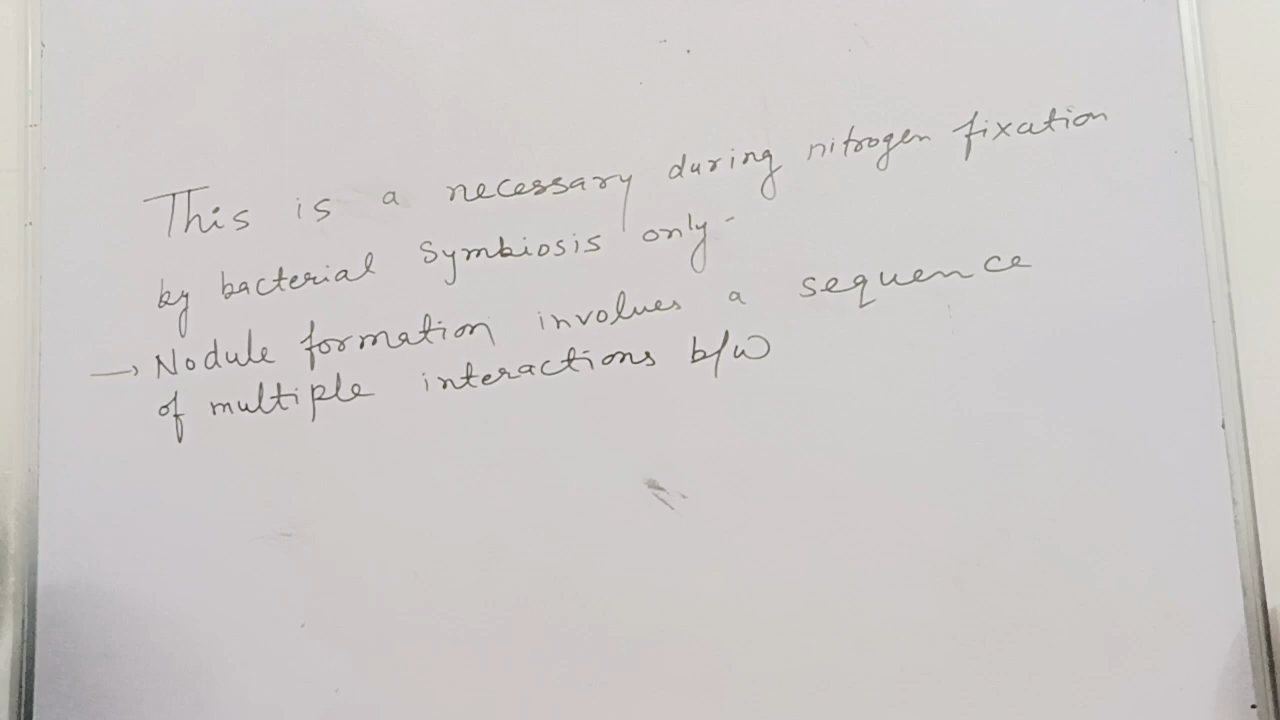 This is a necessary during nitrogen fixation
by bacterial symbiosis only.
→ Nodule formation involves a sequence
of multiple interactions b/w